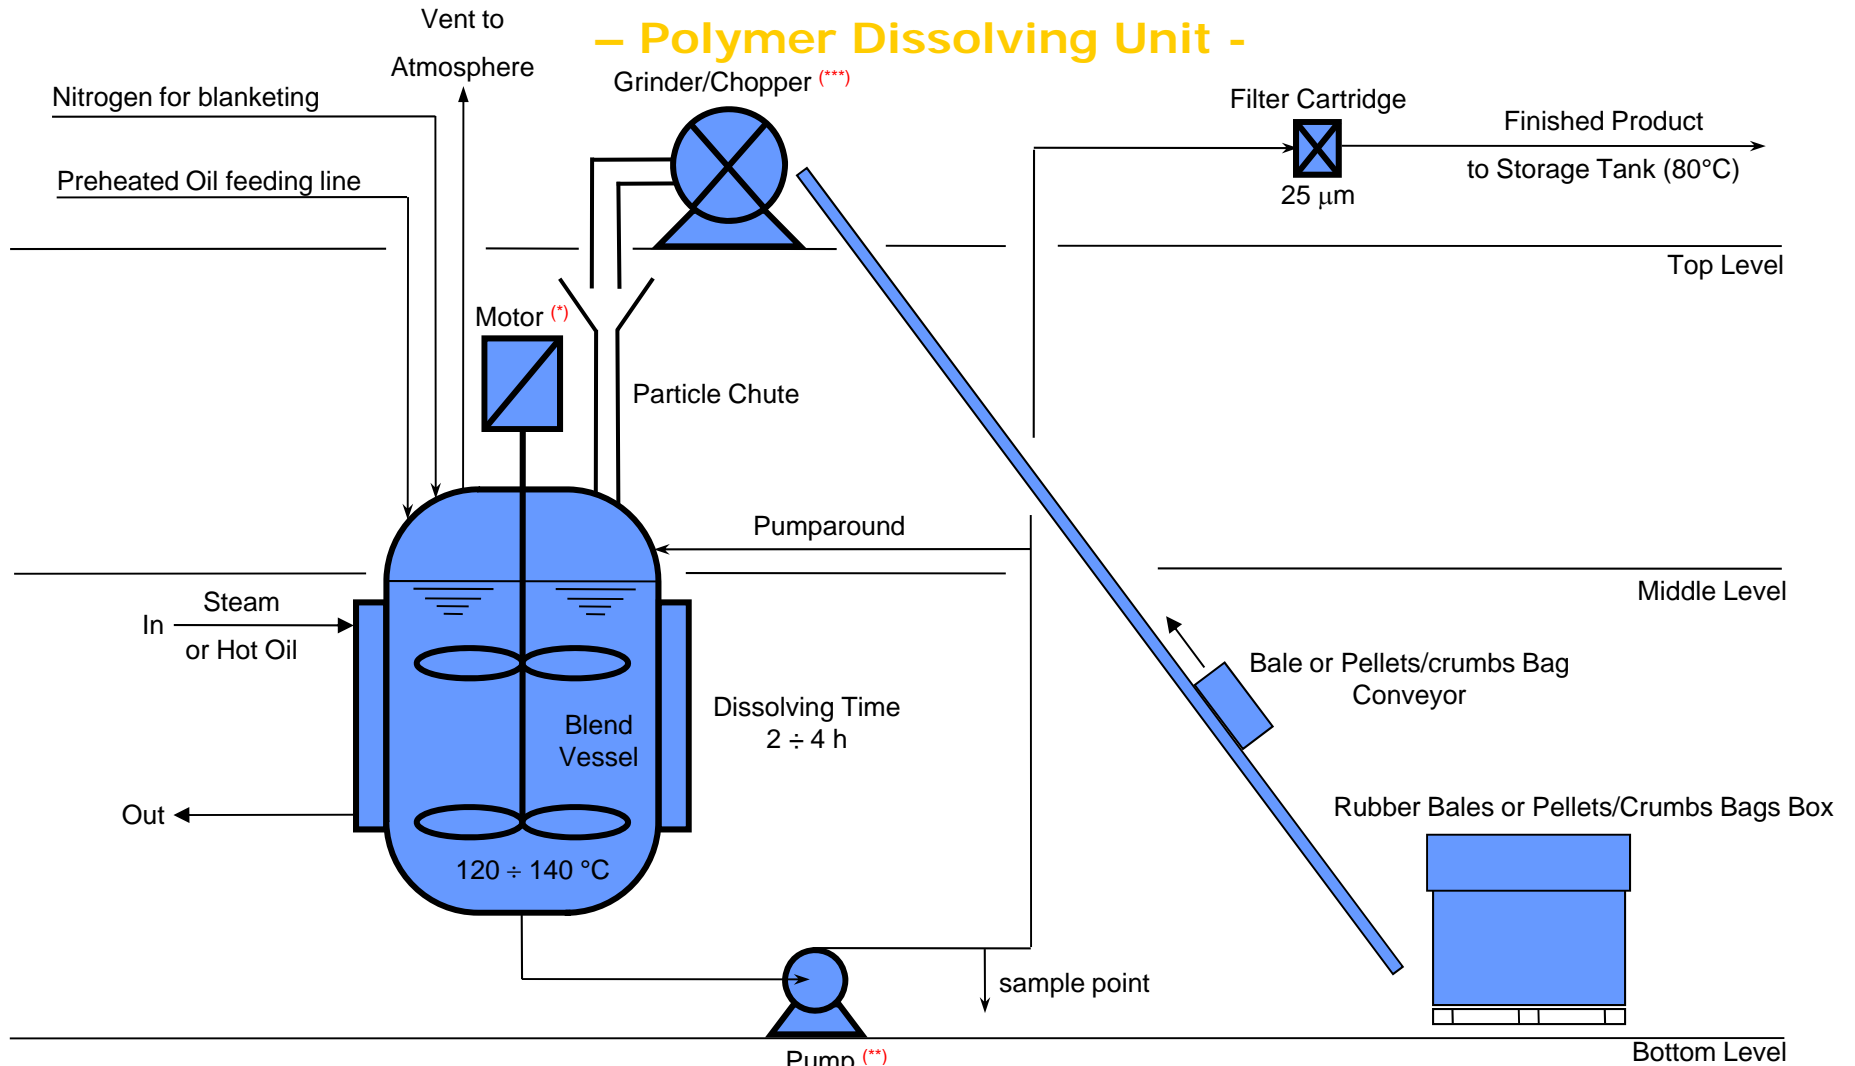 Vent to
Atmosphere
– Polymer Dissolving Unit -
Grinder/Chopper (***)
Nitrogen for blanketing
Preheated Oil feeding line
Filter Cartridge
25 μm
Finished Product
to Storage Tank (80°C)
Top Level
Motor (*)
Particle Chute
Pumparound
Middle Level
Steam
In
or Hot Oil
Bale or Pellets/crumbs Bag
Conveyor
Dissolving Time
2 ÷ 4 h
Blend
Vessel
Out
Rubber Bales or Pellets/Crumbs Bags Box
120 ÷ 140 °C
sample point
Pump (**)
Bottom Level